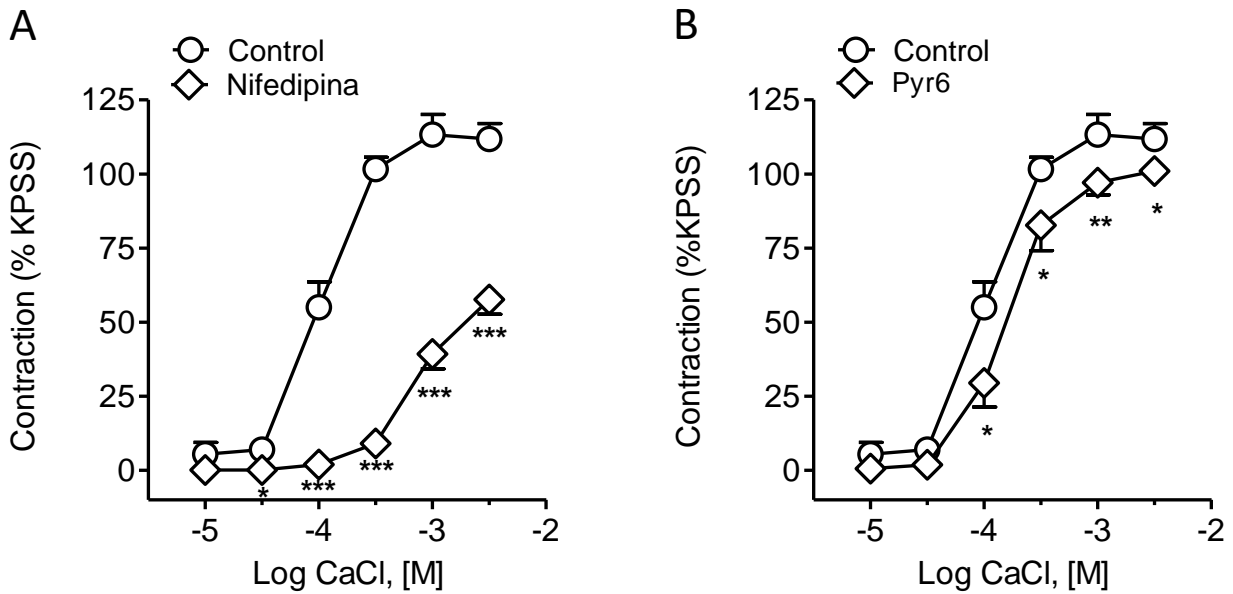 A
Control
Nifedipina
Contraction (% KPSS)
125
100
75
50
25
0
*
***
***
***
***
-5
-4
-3
-2
Log CaCl, [M]
B
Control
Pyr6
Contraction (%KPSS)
125
100
75
50
25
0
*
*
**
*
-5
-4
-3
-2
Log CaCl, [M]